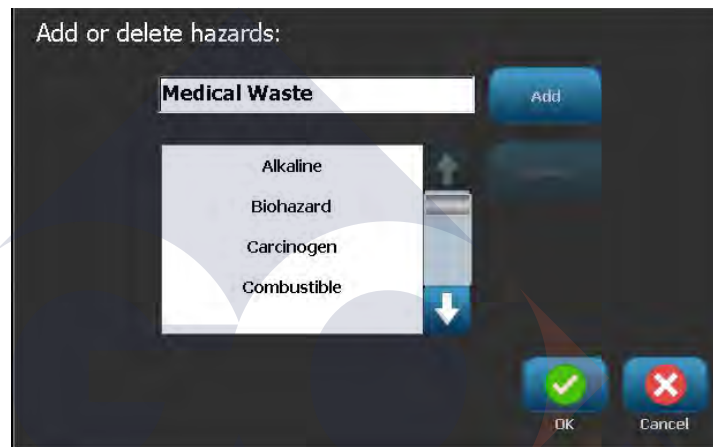 Add or delete hazards:
Medical Waste
Add
Alkaline
Biohazard
Carcinogen
Combustible
OK
Cancel